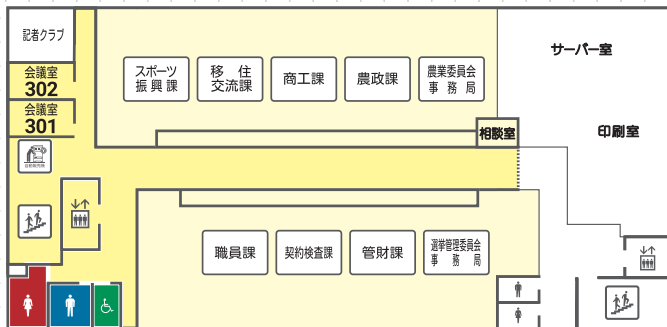 記者クラブ
会議室
302
会議室
301
スポーツ
振興課
移住
交流課
商工課
農政課
農業委員会
事務局
サーバー室
相談室
印刷室
職員課
契約検査課
管財課
選挙管理委員会
事務局